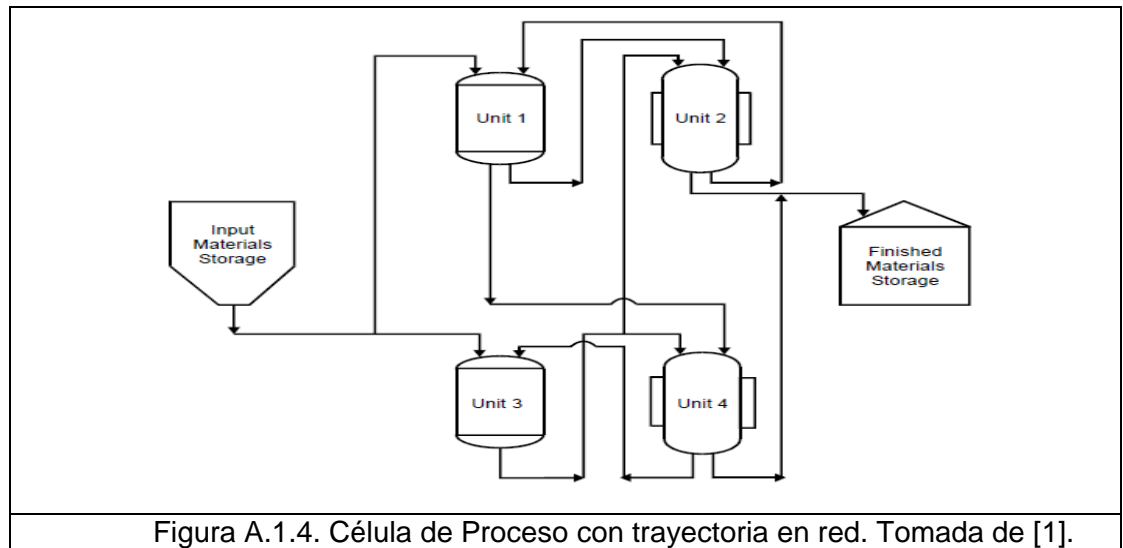 Unit 1
Unit 2
Input
Materials
Storage
Finished
Materials
Storage
Unit 3
Unit 4
Figura A.1.4. Célula de Proceso con trayectoria en red. Tomada de [1].